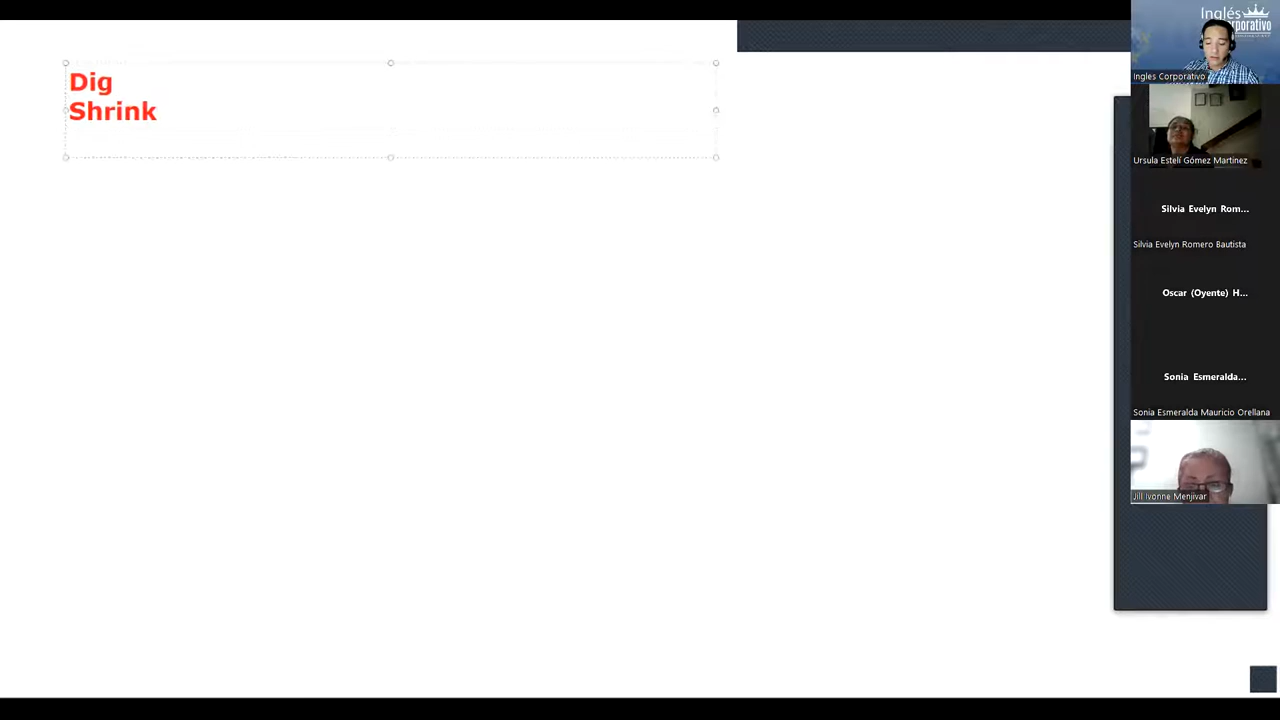 Dig
Shrink
Inglés
Ingles Corporativo
Ursula Estelí Gómez Martínez
Silvia Evelyn Rom...
Silvia Evelyn Romero Bautista
Oscar (Oyente) H...
Sonia Esmeralda...
Sonia Esmeralda Mauricio Orellana
Jill Ivonne Menjivar